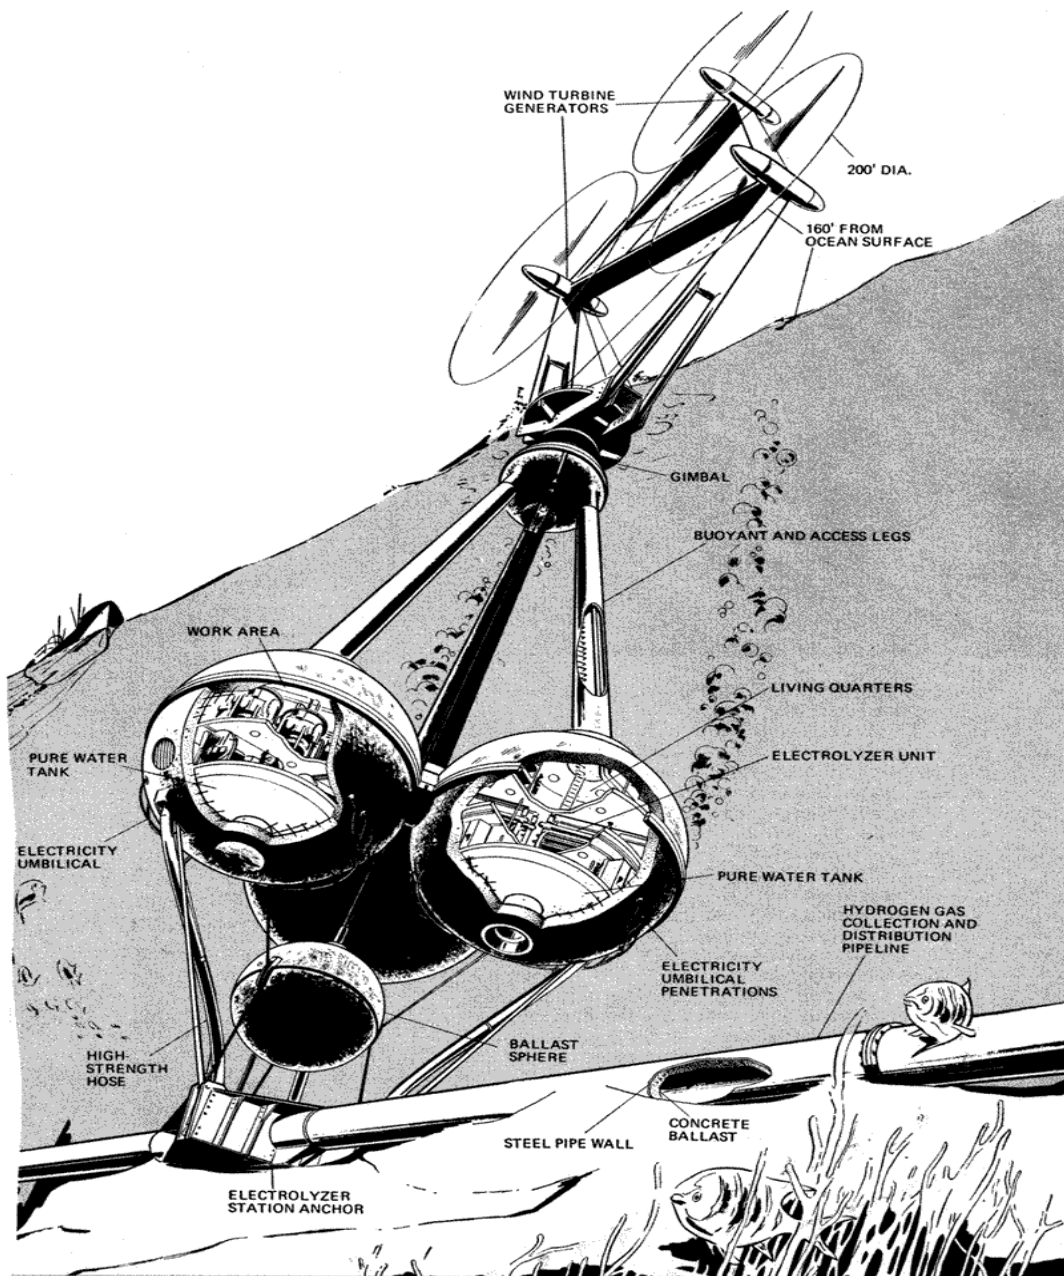 WIND TURBINE
GENERATORS
200' DIA.
160' FROM
OCEAN SURFACE
GIMBAL
BUOYANT AND ACCESS LEGS
WORK AREA
LIVING QUARTERS
PURE WATER
TANK
ELECTROLYZER UNIT
ELECTRICITY
UMBILICAL
PURE WATER TANK
HYDROGEN GAS
COLLECTION AND
DISTRIBUTION
PIPELINE
ELECTRICITY
UMBILICAL
PENETRATIONS
HIGH-
STRENGTH
HOSE
BALLAST
SPHERE
STEEL PIPE WALL
CONCRETE
BALLAST
ELECTROLYZER
STATION ANCHOR